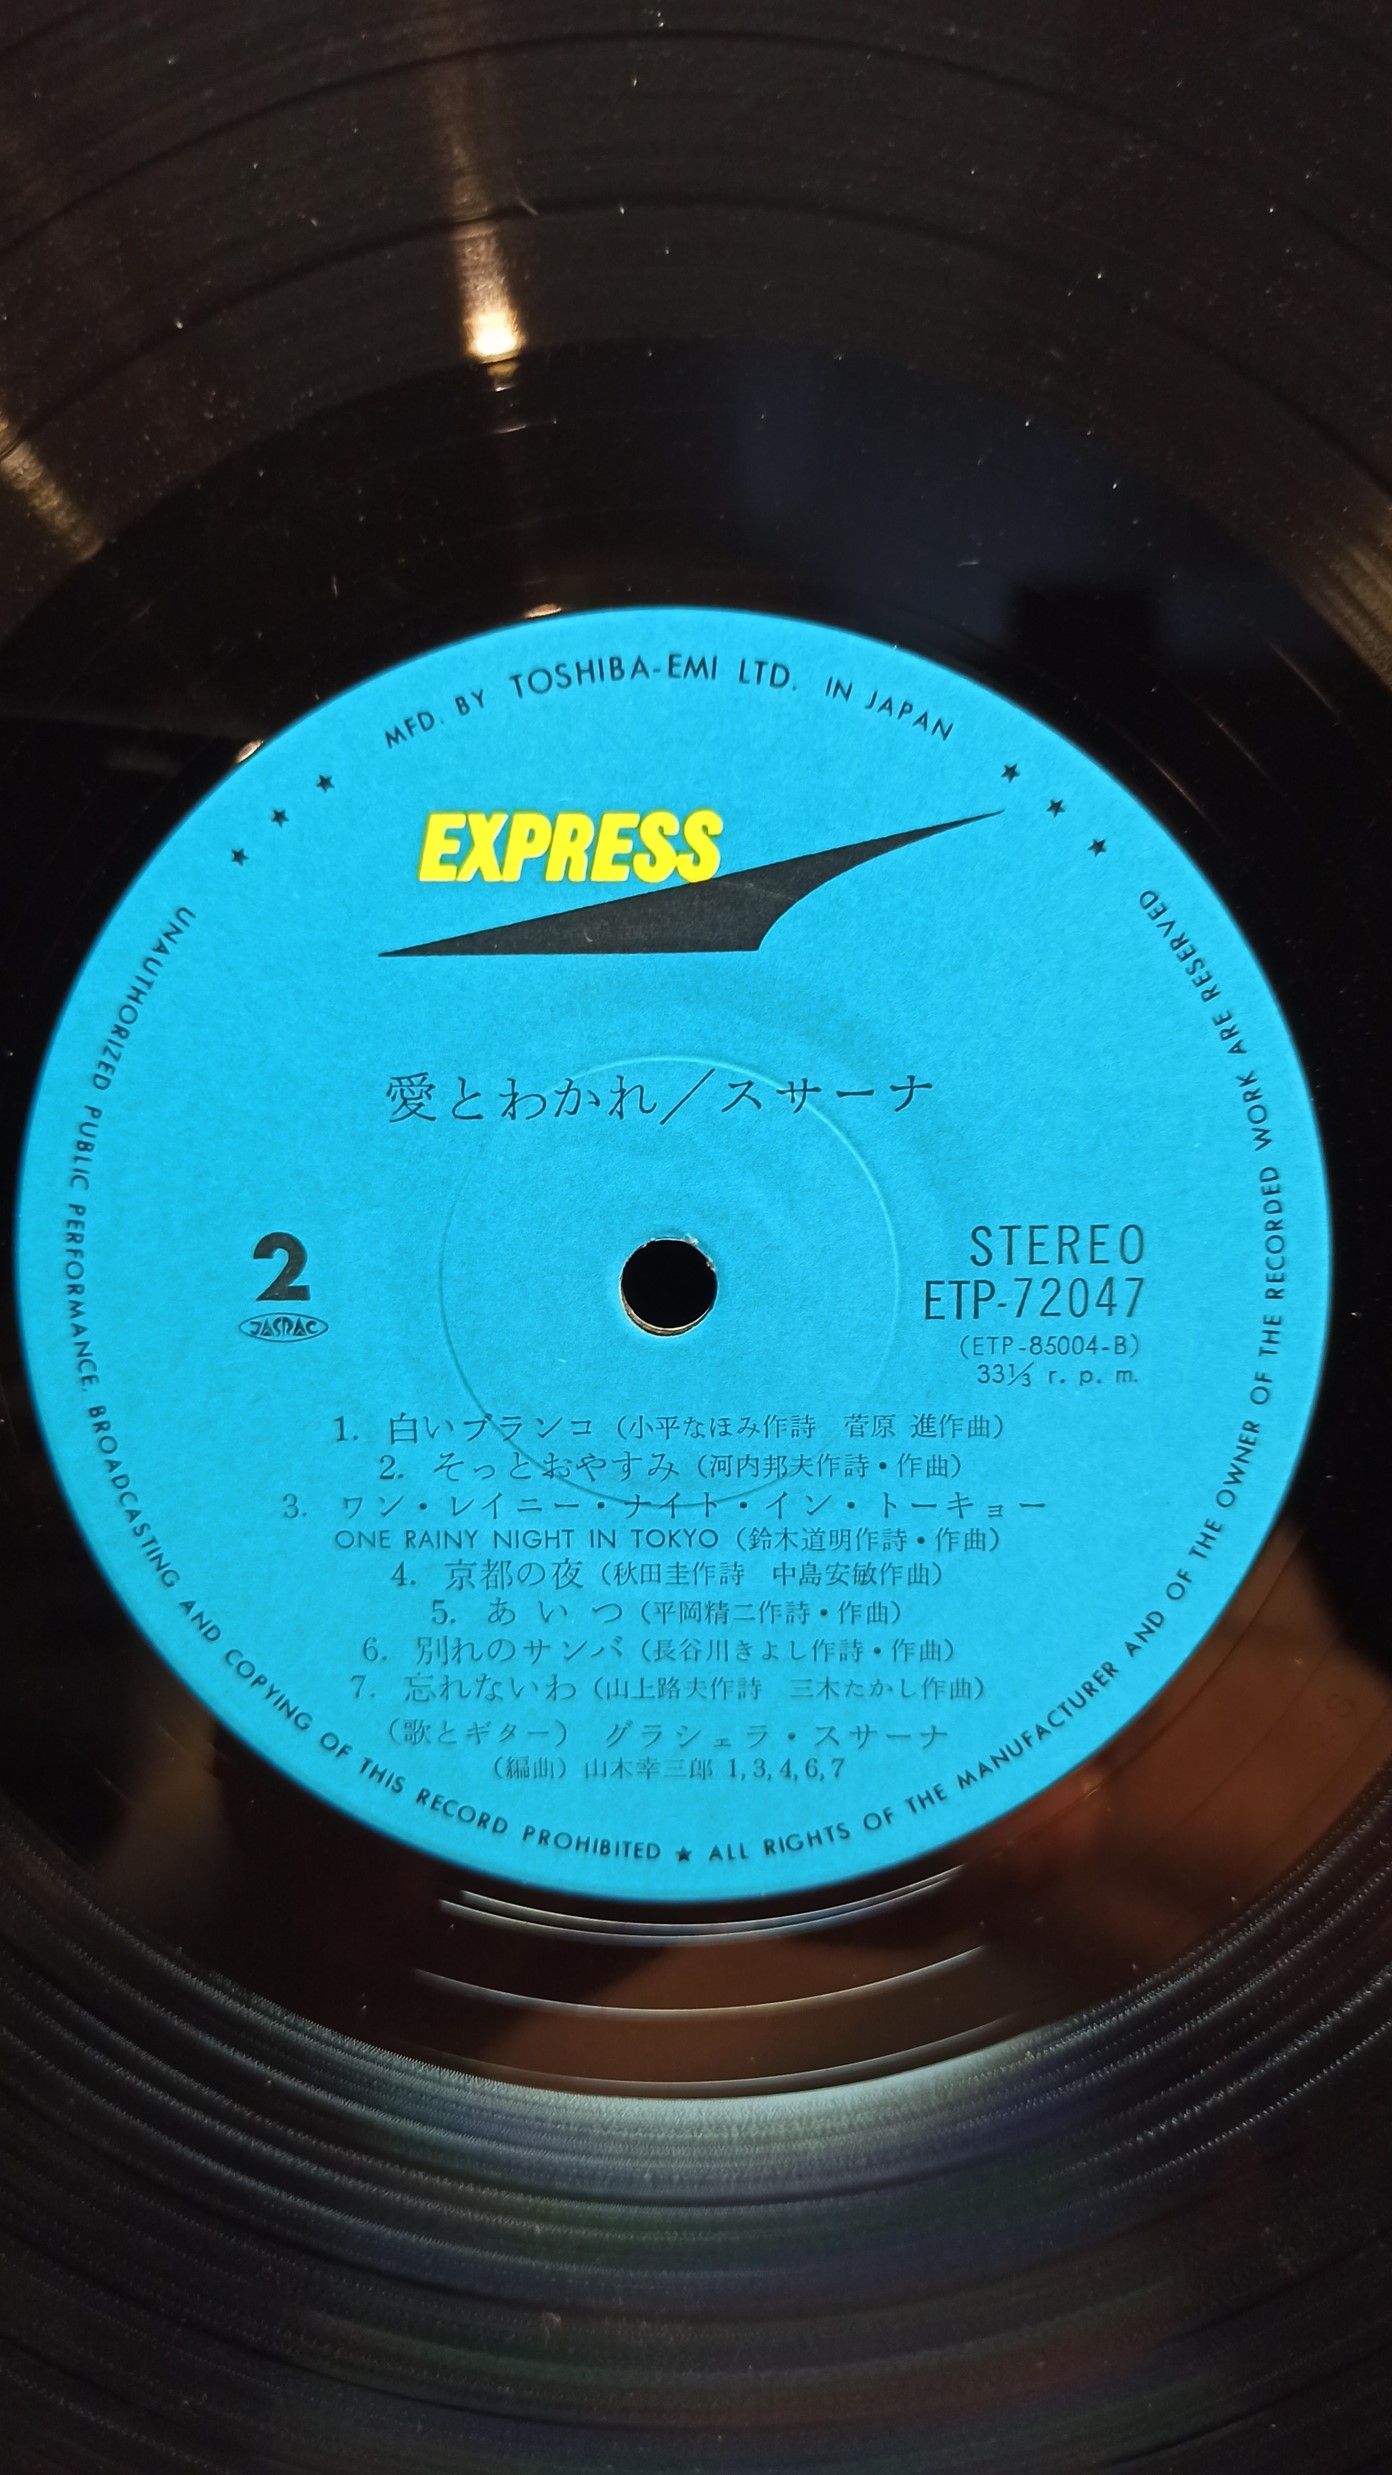 MFD. BY TOSHIBA-EMI LTD. IN JAPAN
EXPRESS
愛とわかれ／スサーナ
2
JASRAC
STEREO
ETP-72047
(ETP-85004-B)
33⅓ r. p. m.
1. 白いブランコ（小平なほみ作詩 菅原 進作曲）
2. そっとおやすみ（河内邦夫作詩・作曲）
3. ワン・レイニー・ナイト・イン・トーキョー
ONE RAINY NIGHT IN TOKYO（鈴木道明作詩・作曲）
4. 京都の夜（秋田圭作詩 中島安敏作曲）
5. あいつ（平岡精二作詩・作曲）
6. 別れのサンバ（長谷川きよし作詩・作曲）
7. 忘れないわ（山上路夫作詩 三木たかし作曲）
（歌とギター） グラシェラ・スサーナ
（編曲）山木幸三郎 1,3,4,6,7
UNAUTHORIZED PUBLIC PERFORMANCE, BROADCASTING AND COPYING OF THIS RECORD PROHIBITED ★ ALL RIGHTS OF THE MANUFACTURER AND OF THE OWNER OF THE RECORDED WORK ARE RESERVED